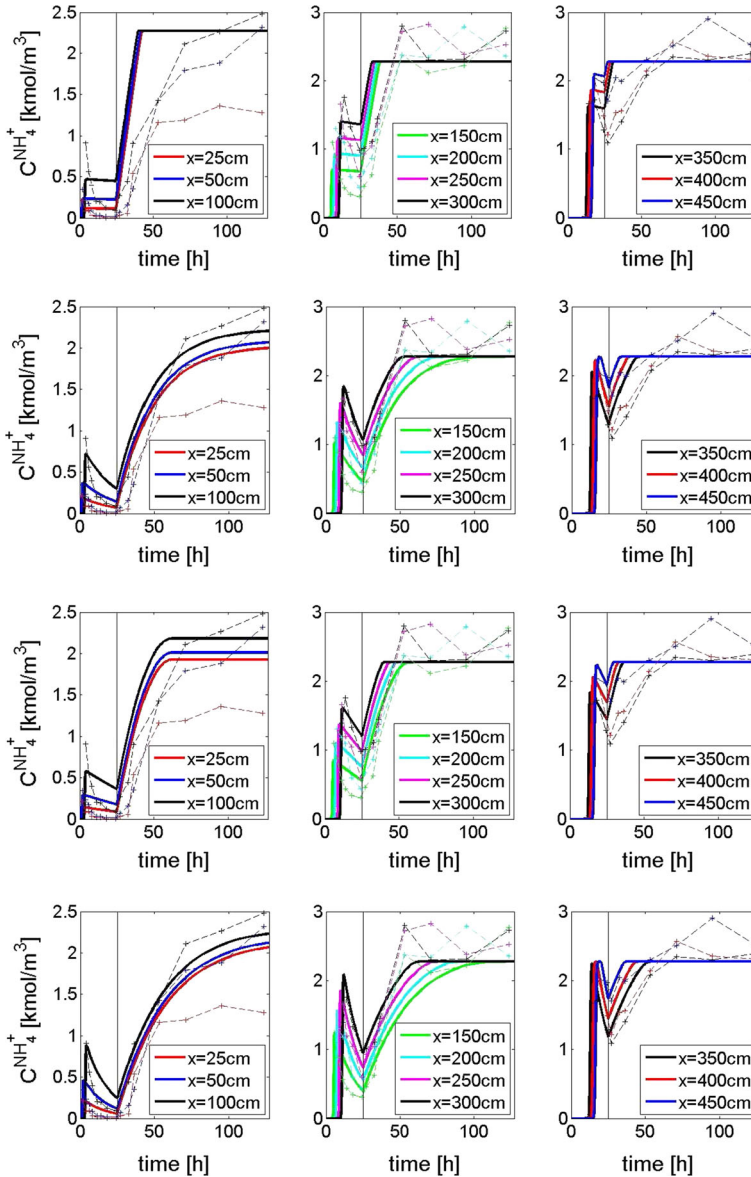 C^NH₄⁺ [kmol/m³]
2.5
2
1.5
1
0.5
0
x=25cm
x=50cm
x=100cm
0 50 100
time [h]
3
2
1
0
x=150cm
x=200cm
x=250cm
x=300cm
0 50 100
time [h]
3
2
1
0
x=350cm
x=400cm
x=450cm
0 50 100
time [h]
C^NH₄⁺ [kmol/m³]
2.5
2
1.5
1
0.5
0
x=25cm
x=50cm
x=100cm
0 50 100
time [h]
3
2
1
0
x=150cm
x=200cm
x=250cm
x=300cm
0 50 100
time [h]
3
2
1
0
x=350cm
x=400cm
x=450cm
0 50 100
time [h]
C^NH₄⁺ [kmol/m³]
2.5
2
1.5
1
0.5
0
x=25cm
x=50cm
x=100cm
0 50 100
time [h]
3
2
1
0
x=150cm
x=200cm
x=250cm
x=300cm
0 50 100
time [h]
3
2
1
0
x=350cm
x=400cm
x=450cm
0 50 100
time [h]
C^NH₄⁺ [kmol/m³]
2.5
2
1.5
1
0.5
0
x=25cm
x=50cm
x=100cm
0 50 100
time [h]
3
2
1
0
x=150cm
x=200cm
x=250cm
x=300cm
0 50 100
time [h]
3
2
1
0
x=350cm
x=400cm
x=450cm
0 50 100
time [h]